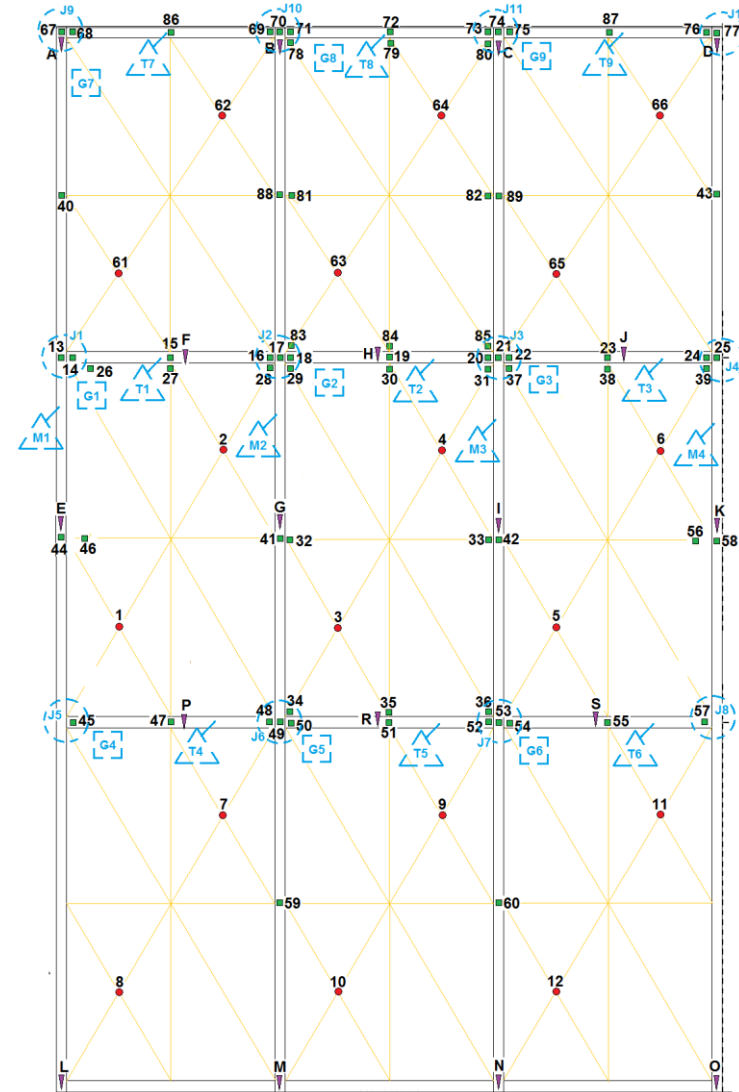 J9 86 J10 72 J11 87 J1
67 68 69 70 71 73 74 75 76 77
A B C D
78 79 80
T7 G8 T8 G9 T9
G7
62 64 66
40 88 81 82 89 43
61 63 65
J1 F J2 83 84 85 J3 J
13 15 17 H 21 23 25
14 16 18 19 20 22 24 J4
26 27 28 29 30 31 37 38 39
G1 T1 G2 T2 G3 T3
M1 2 M2 4 M3 6 M4
E G I K
44 46 41 32 33 42 56 58
1 3 5
34 35 36
J5 45 47 P 48 R 53 S 57 J8
49 50 51 52 54 55
J6 J7
G4 T4 G5 T5 G6 T6
7 9 11
59 60
8 10 12
L M N O